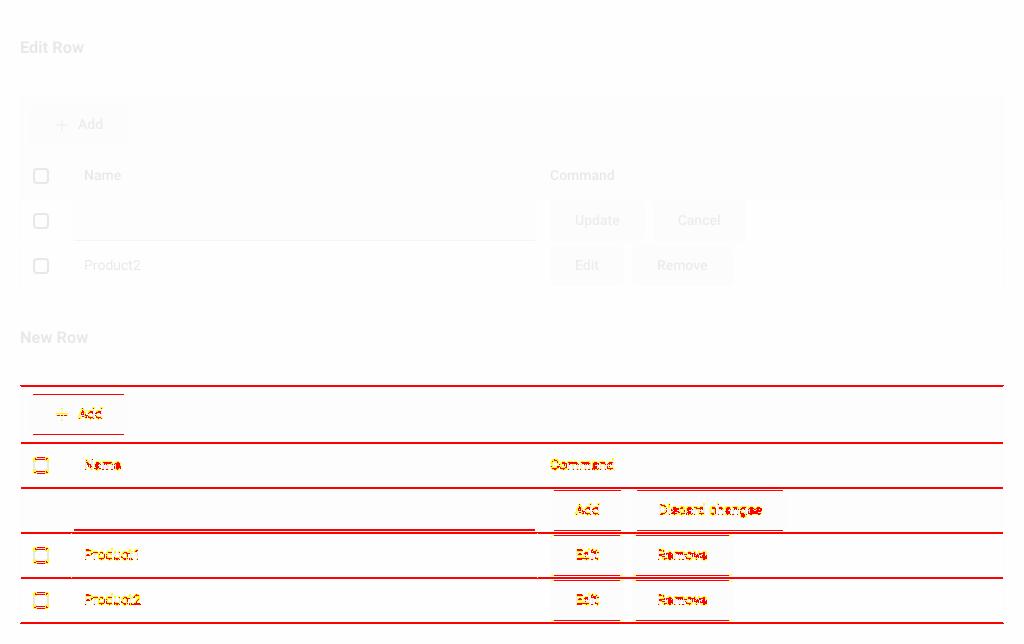 Edit Row
Add
Name Command
Update Cancel
Product2 Edit Remove
New Row
Add
Name Command
Add Discard changes
Product1 Edit Remove
Product2 Edit Remove